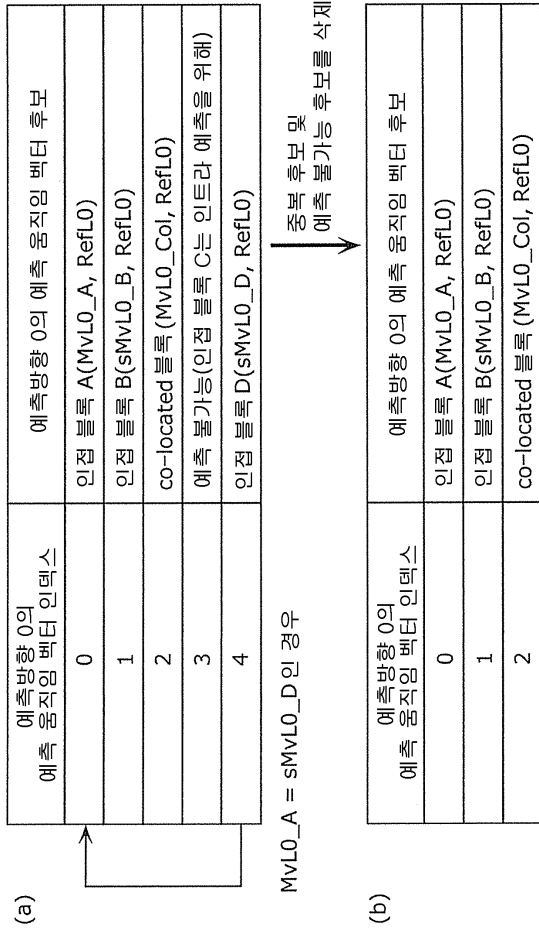 (a)
예측방향 0의
예측 움직임 벡터 인덱스
예측방향 0의 예측 움직임 벡터 후보
0
인접 블록 A(MvL0_A, RefL0)
1
인접 블록 B(sMvL0_B, RefL0)
2
co-located 블록(MvL0_Col, RefL0)
3
예측 불가능(인접 블록 C는 인트라 예측을 위해)
4
인접 블록 D(sMvL0_D, RefL0)
MvL0_A = sMvL0_D인 경우
중복 후보 및
예측 불가능 후보를 삭제
(b)
예측방향 0의
예측 움직임 벡터 인덱스
예측방향 0의 예측 움직임 벡터 후보
0
인접 블록 A(MvL0_A, RefL0)
1
인접 블록 B(sMvL0_B, RefL0)
2
co-located 블록(MvL0_Col, RefL0)